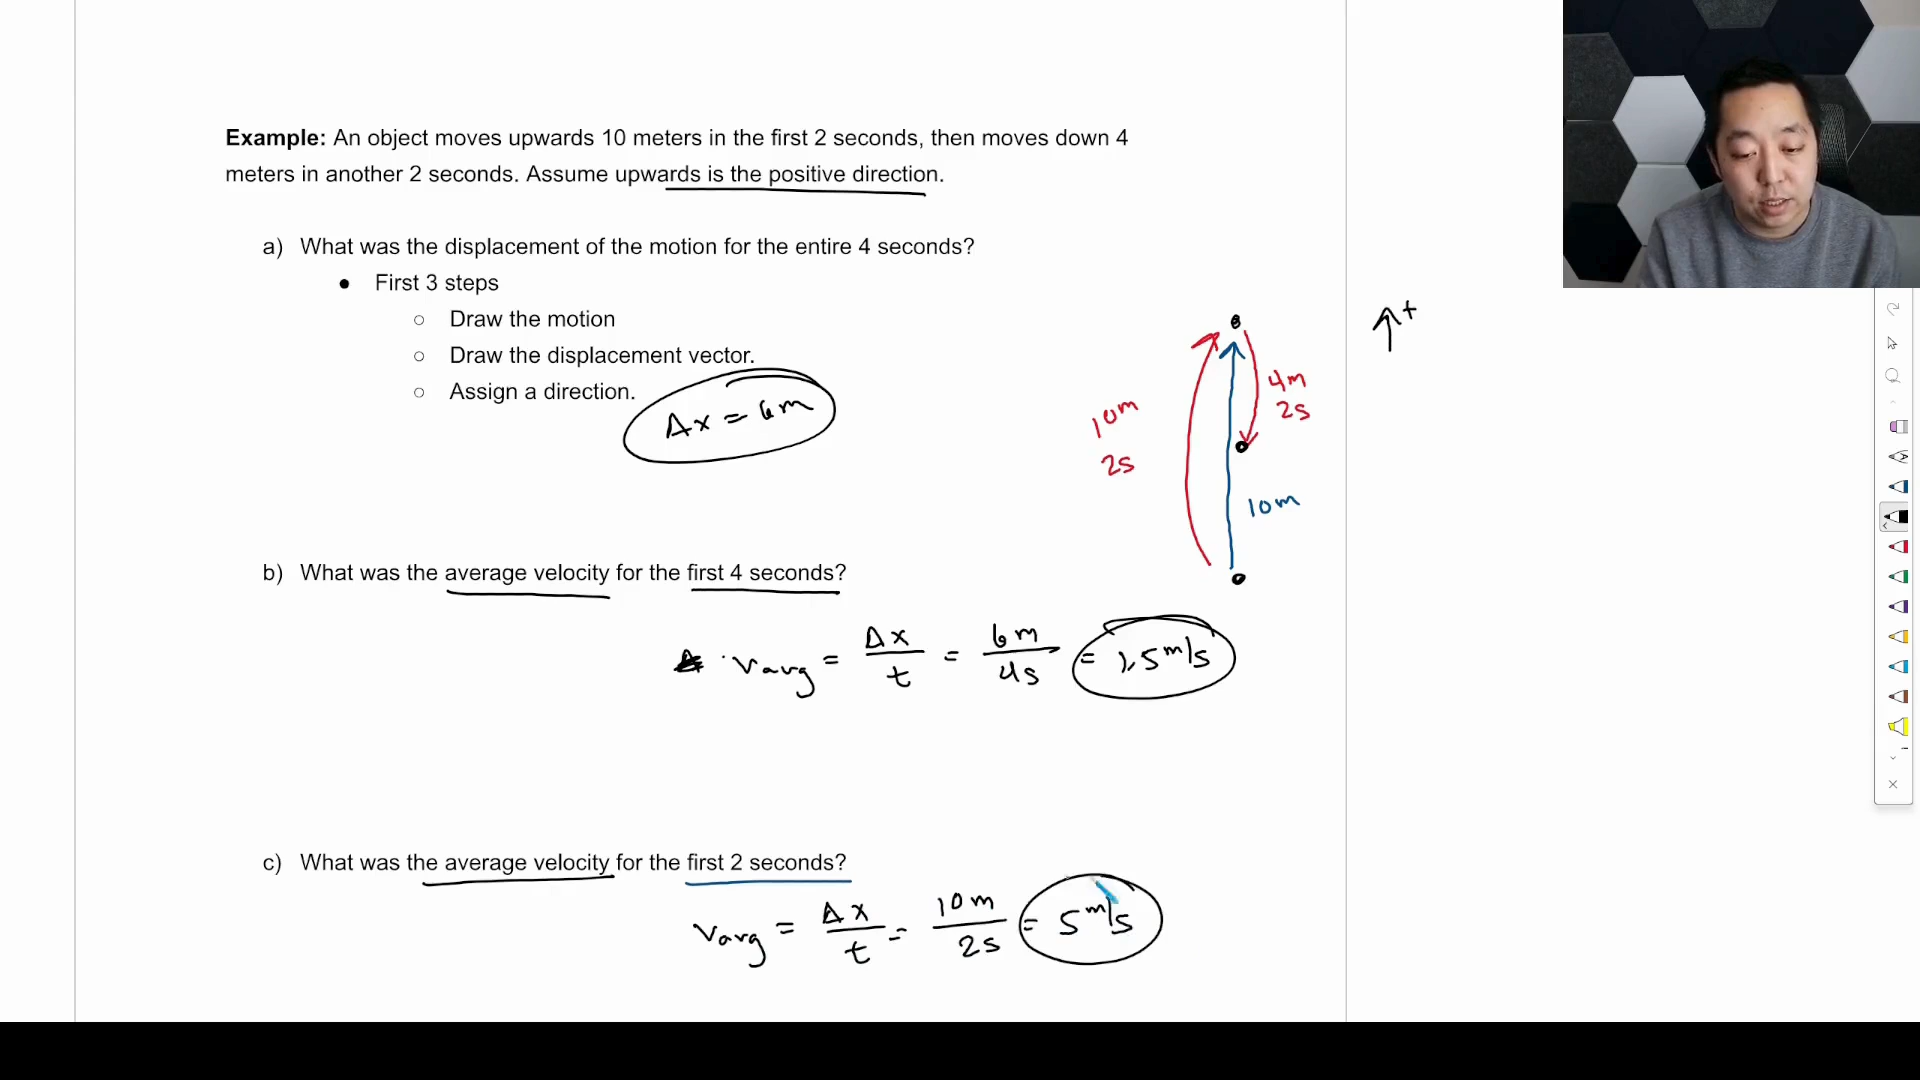 Example: An object moves upwards 10 meters in the first 2 seconds, then moves down 4
meters in another 2 seconds. Assume upwards is the positive direction.
a) What was the displacement of the motion for the entire 4 seconds?
● First 3 steps
○ Draw the motion
○ Draw the displacement vector.
○ Assign a direction.
Δx = 6m
+
4m
2s
10m
2s
10m
b) What was the average velocity for the first 4 seconds?
Vavg = Δx/t = 6m/4s = 1.5 m/s
c) What was the average velocity for the first 2 seconds?
Vavg = Δx/t = 10m/2s = 5 m/s